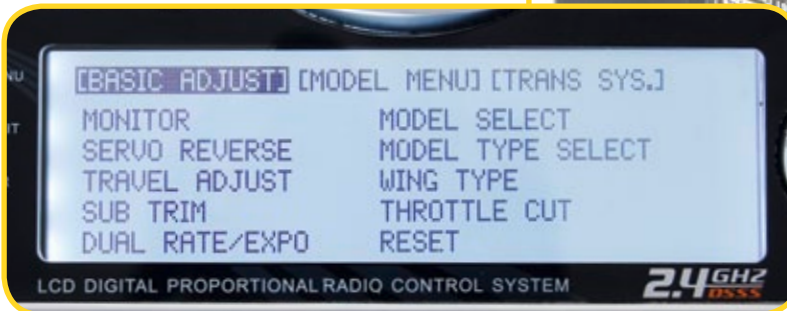 [BASIC ADJUST] [MODEL MENU] [TRANS SYS.]
MONITOR MODEL SELECT
SERVO REVERSE MODEL TYPE SELECT
TRAVEL ADJUST WING TYPE
SUB TRIM THROTTLE CUT
DUAL RATE/EXPO RESET
LCD DIGITAL PROPORTIONAL RADIO CONTROL SYSTEM 2.4GHZ
DSSS